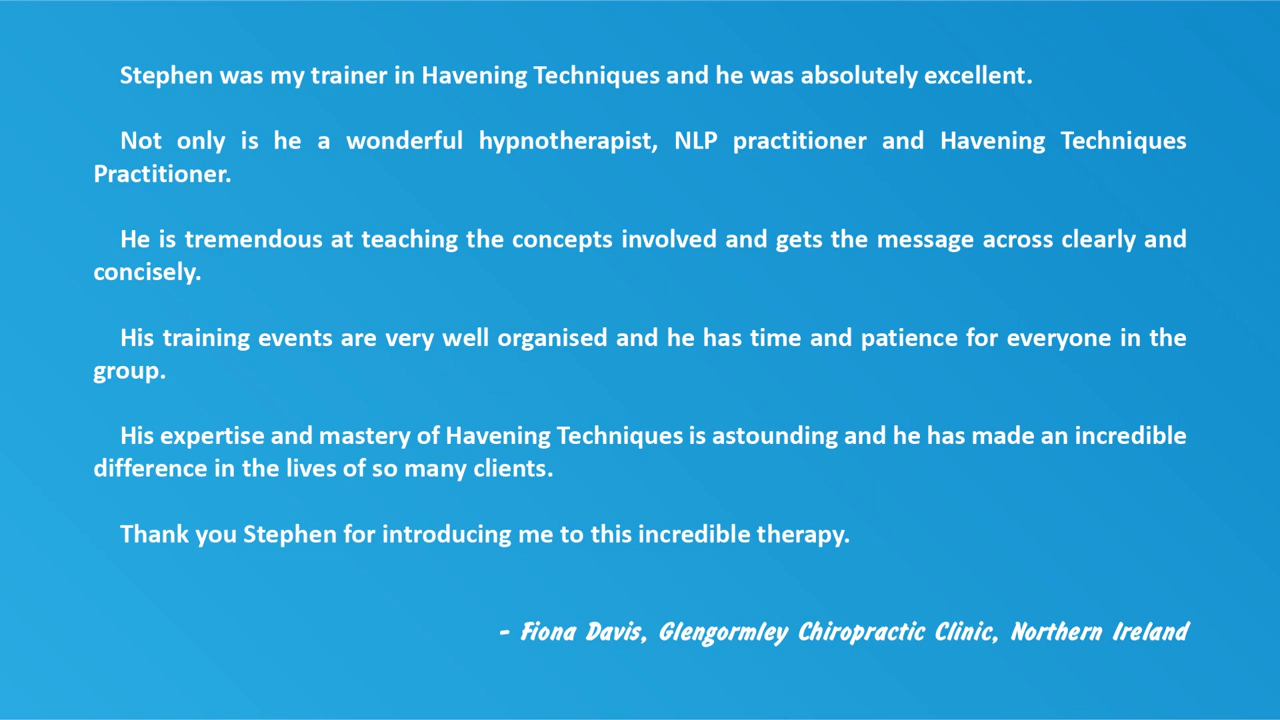 Stephen was my trainer in Havening Techniques and he was absolutely excellent.
Not only is he a wonderful hypnotherapist, NLP practitioner and Havening Techniques
Practitioner.
He is tremendous at teaching the concepts involved and gets the message across clearly and
concisely.
His training events are very well organised and he has time and patience for everyone in the
group.
His expertise and mastery of Havening Techniques is astounding and he has made an incredible
difference in the lives of so many clients.
Thank you Stephen for introducing me to this incredible therapy.
- Fiona Davis, Glengormley Chiropractic Clinic, Northern Ireland